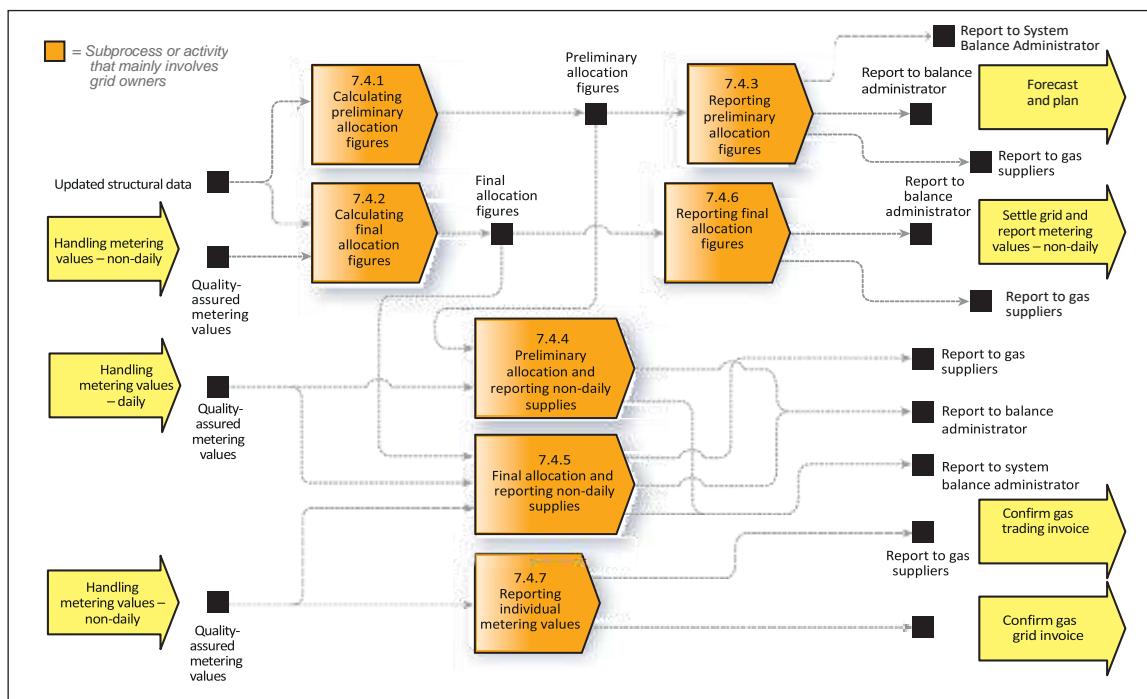 = Subprocess or activity
that mainly involves
grid owners
7.4.1
Calculating
preliminary
allocation
figures
Preliminary
allocation
figures
7.4.3
Reporting
preliminary
allocation
figures
Report to System
Balance Administrator
Report to balance
administrator
Forecast
and plan
Report to gas
suppliers
Updated structural data
7.4.2
Calculating
final
allocation
figures
Final
allocation
figures
7.4.6
Reporting final
allocation
figures
Report to
balance
administrator
Settle grid and
report metering
values – non-daily
Handling metering
values – non-daily
Quality-
assured
metering
values
Report to gas
suppliers
7.4.4
Preliminary
allocation
and reporting
non-daily
supplies
Report to gas
suppliers
Handling
metering values
– daily
Quality-
assured
metering
values
Report to balance
administrator
7.4.5
Final allocation and
reporting non-daily
supplies
Report to system
balance administrator
Confirm gas
trading invoice
Report to gas
suppliers
7.4.7
Reporting
individual
metering values
Handling
metering values –
non-daily
Quality-
assured
metering
values
Confirm gas
grid invoice